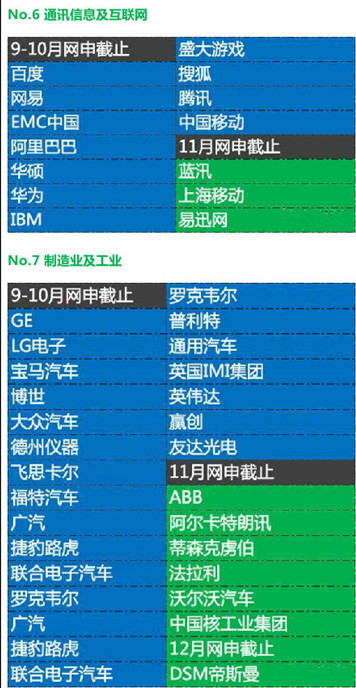 No.6 通讯信息及互联网
9-10月网申截止 盛大游戏
百度 搜狐
网易 腾讯
EMC中国 中国移动
阿里巴巴 11月网申截止
华硕 蓝汛
华为 上海移动
IBM 易迅网
No.7 制造业及工业
9-10月网申截止 罗克韦尔
GE 普利特
LG电子 通用汽车
宝马汽车 英国IMI集团
博世 英伟达
大众汽车 赢创
德州仪器 友达光电
飞思卡尔 11月网申截止
福特汽车 ABB
广汽 阿尔卡特朗讯
捷豹路虎 蒂森克虏伯
联合电子汽车 法拉利
罗克韦尔 沃尔沃汽车
广汽 中国核工业集团
捷豹路虎 12月网申截止
联合电子汽车 DSM帝斯曼